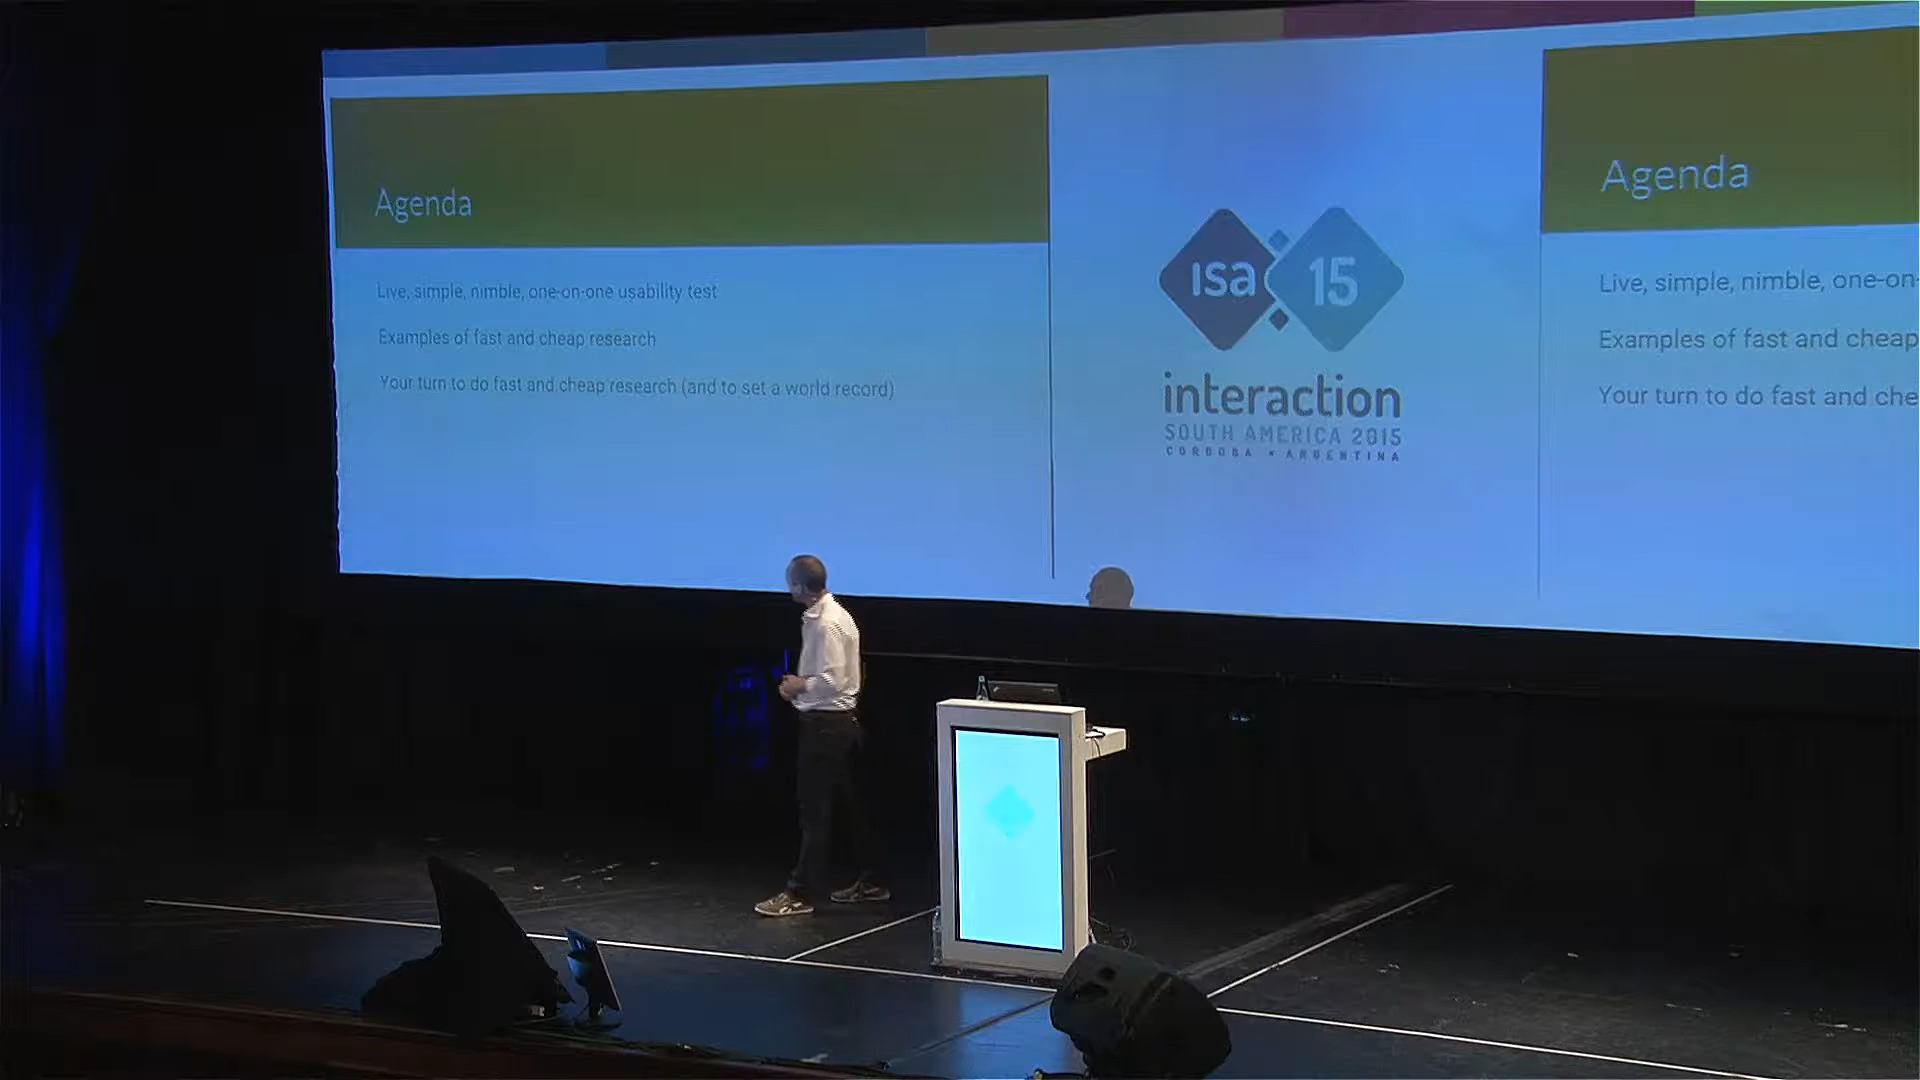 Agenda
Live, simple, nimble, one-on-one usability test
Examples of fast and cheap research
Your turn to do fast and cheap research (and to set a world record)
isa 15
interaction
SOUTH AMERICA 2015
CORDOBA • ARGENTINA
Agenda
Live, simple, nimble, one-on-
Examples of fast and cheap
Your turn to do fast and che